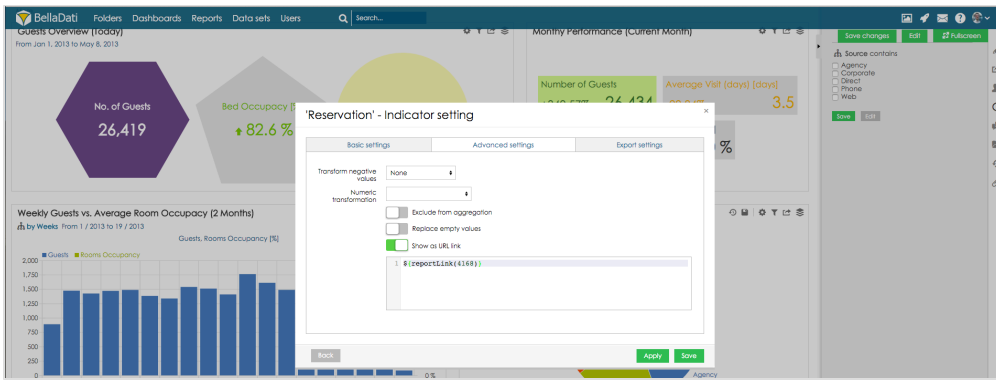 BellaDati Folders Dashboards Reports Data sets Users Search...
Guests Overview (Today)
From Jan 1, 2013 to May 8, 2013
No. of Guests
26,419
Bed Occupancy [%
82.6 %
Monthly Performance (Current Month)
Number of Guests
26,434
Average Visit (days) [days]
3.5
%
Save changes Edit Fullscreen
Source contains
Agency
Corporate
Direct
Phone
Web
Save Edit
'Reservation' - Indicator setting ×
Basic settings Advanced settings Export settings
Transform negative
values
None
Numeric
transformation
Exclude from aggregation
Replace empty values
Show as URL link
1 ${reportLink(4168)}
Back Apply Save
Weekly Guests vs. Average Room Occupacy (2 Months)
by Weeks From 1 / 2013 to 19 / 2013
Guests, Rooms Occupancy [%]
Guests Rooms Occupancy
2,000
1,750
1,500
1,250
1,000
750
500
250
0
0 %
Agency